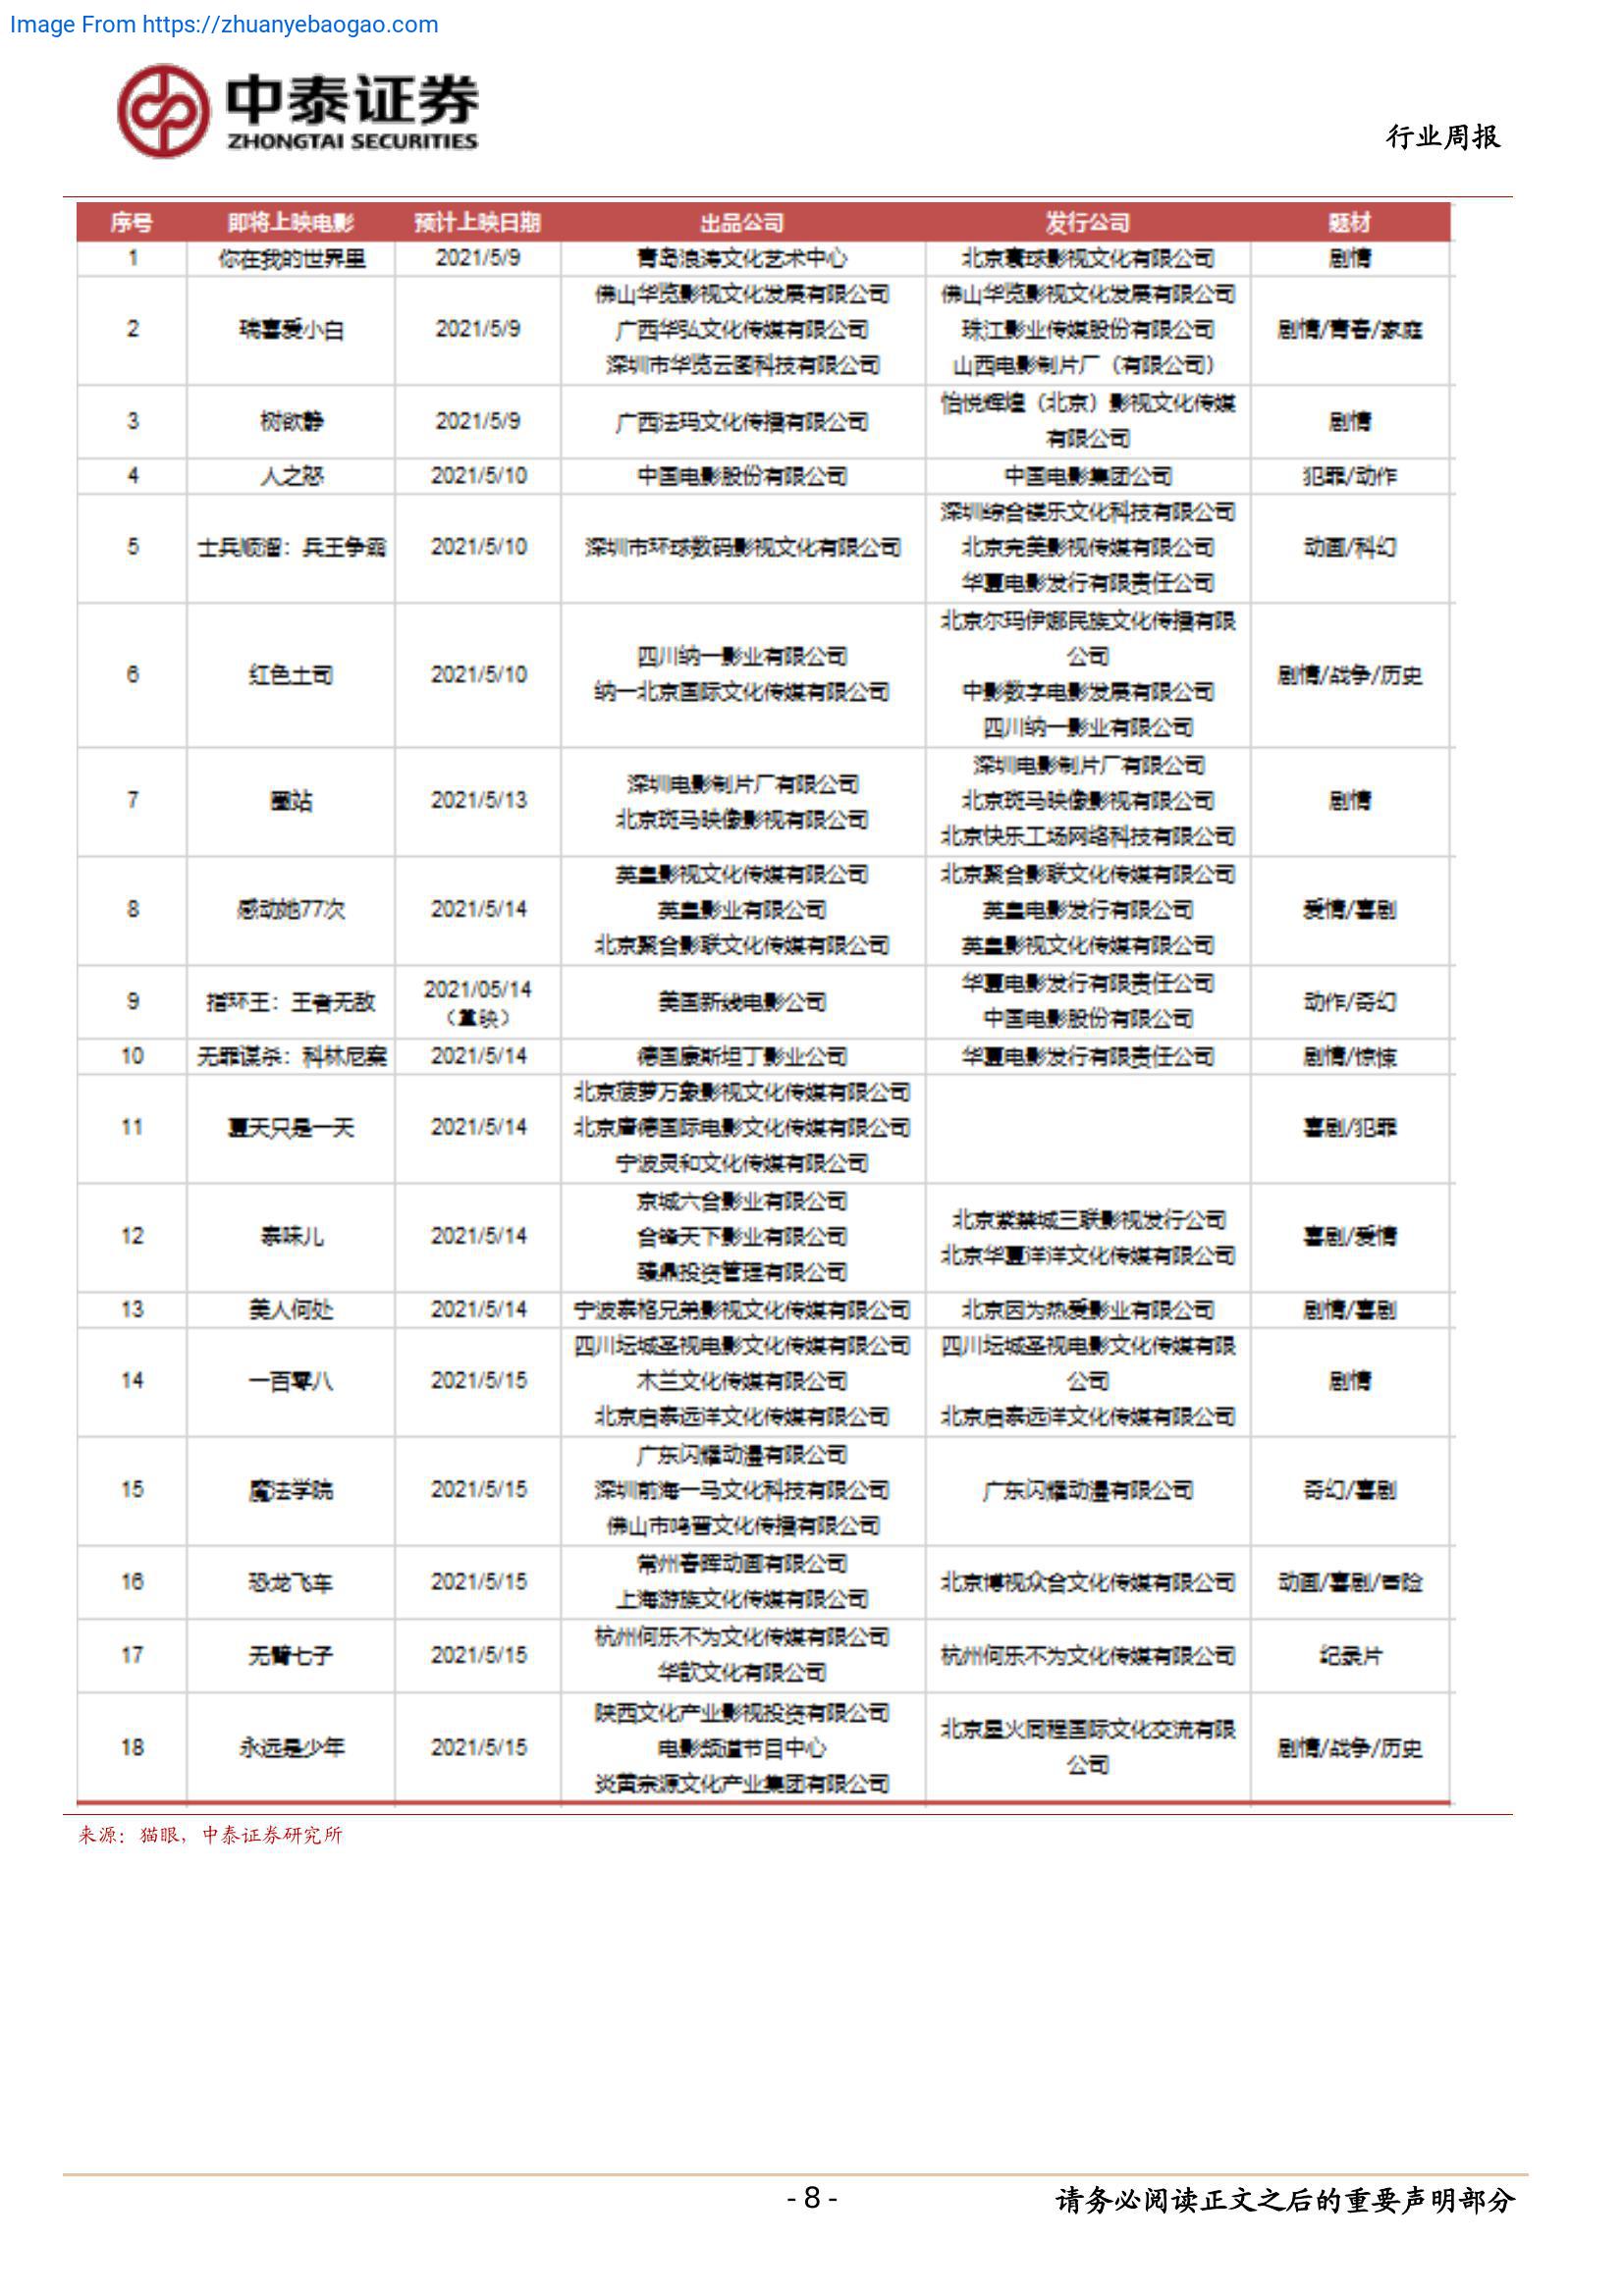 Image From https://zhuanyebaogao.com
中泰证券
ZHONGTAI SECURITIES
行业周报
序号 即将上映电影 预计上映日期 出品公司 发行公司 题材
1 你在我的世界里 2021/5/9 青岛浪涛文化艺术中心 北京寰球影视文化有限公司 剧情
佛山华览影视文化发展有限公司 佛山华览影视文化发展有限公司
2 瑞喜爱小白 2021/5/9 广西华弘文化传媒有限公司 珠江影业传媒股份有限公司 剧情/青春/家庭
深圳市华览云图科技有限公司 山西电影制片厂（有限公司）
怡悦辉煌（北京）影视文化传媒
3 树欲静 2021/5/9 广西法玛文化传播有限公司 剧情
有限公司
4 人之怒 2021/5/10 中国电影股份有限公司 中国电影集团公司 犯罪/动作
深圳综合镁乐文化科技有限公司
5 士兵顺溜：兵王争霸 2021/5/10 深圳市环球数码影视文化有限公司 北京完美影视传媒有限公司 动画/科幻
华夏电影发行有限责任公司
北京尔玛伊娜民族文化传播有限
四川纳一影业有限公司 公司
6 红色土司 2021/5/10 剧情/战争/历史
纳一北京国际文化传媒有限公司 中影数字电影发展有限公司
四川纳一影业有限公司
深圳电影制片厂有限公司 深圳电影制片厂有限公司
7 圈站 2021/5/13 北京斑马映像影视有限公司 剧情
北京斑马映像影视有限公司 北京快乐工场网络科技有限公司
英皇影视文化传媒有限公司 北京聚合影联文化传媒有限公司
8 感动她77次 2021/5/14 英皇影业有限公司 英皇电影发行有限公司 爱情/喜剧
北京聚合影联文化传媒有限公司 英皇影视文化传媒有限公司
2021/05/14 华夏电影发行有限责任公司
9 指环王：王者无敌 美国新线电影公司 动作/奇幻
（重映） 中国电影股份有限公司
10 无罪谋杀：科林尼案 2021/5/14 德国康斯坦丁影业公司 华夏电影发行有限责任公司 剧情/惊悚
北京菠萝万象影视文化传媒有限公司
11 夏天只是一天 2021/5/14 北京唐德国际电影文化传媒有限公司 喜剧/犯罪
宁波灵和文化传媒有限公司
京城六合影业有限公司 北京紫禁城三联影视发行公司
12 泰味儿 2021/5/14 合锋天下影业有限公司 喜剧/爱情
臻鼎投资管理有限公司 北京华夏洋洋文化传媒有限公司
13 美人何处 2021/5/14 宁波泰格兄弟影视文化传媒有限公司 北京因为热爱影业有限公司 剧情/喜剧
四川坛城圣视电影文化传媒有限公司 四川坛城圣视电影文化传媒有限
14 一百零八 2021/5/15 木兰文化传媒有限公司 公司 剧情
北京启泰远洋文化传媒有限公司 北京启泰远洋文化传媒有限公司
广东闪耀动漫有限公司
15 魔法学院 2021/5/15 深圳前海一马文化科技有限公司 广东闪耀动漫有限公司 奇幻/喜剧
佛山市鸣晋文化传播有限公司
常州春晖动画有限公司
16 恐龙飞车 2021/5/15 北京博视众合文化传媒有限公司 动画/喜剧/冒险
上海游族文化传媒有限公司
杭州何乐不为文化传媒有限公司
17 无臂七子 2021/5/15 杭州何乐不为文化传媒有限公司 纪录片
华歆文化有限公司
陕西文化产业影视投资有限公司 北京星火同程国际文化交流有限
18 永远是少年 2021/5/15 电影频道节目中心 剧情/战争/历史
炎黄宗源文化产业集团有限公司 公司
来源：猫眼，中泰证券研究所
- 8 -
请务必阅读正文之后的重要声明部分